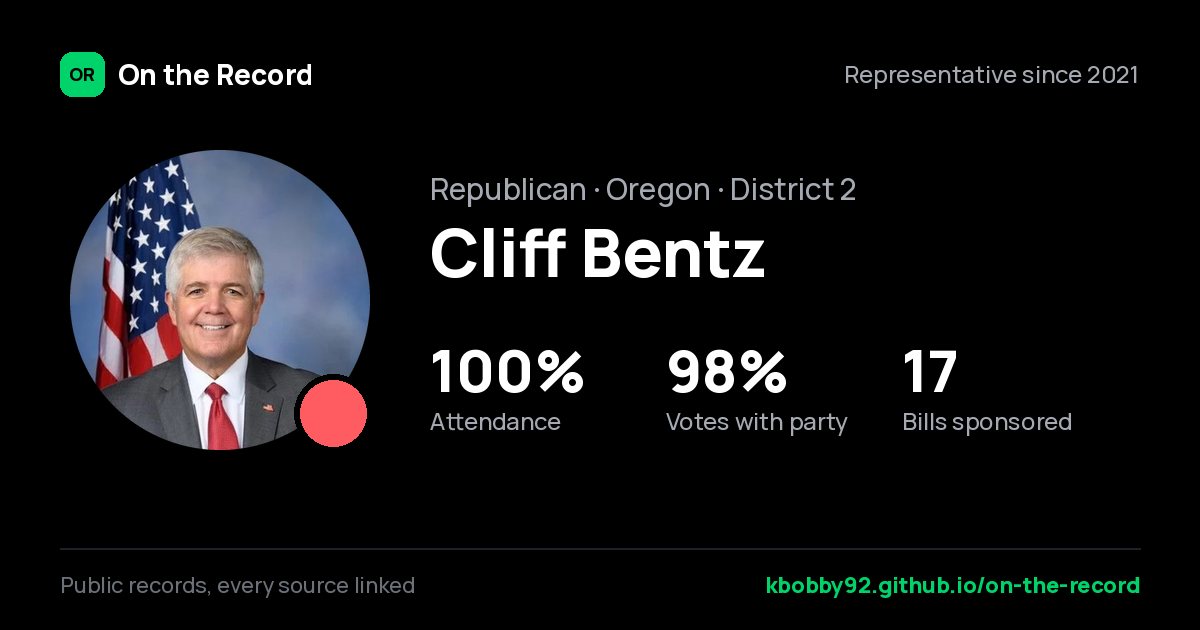 OR On the Record
Representative since 2021
Republican · Oregon · District 2
Cliff Bentz
100% 98% 17
Attendance Votes with party Bills sponsored
Public records, every source linked
kbobby92.github.io/on-the-record